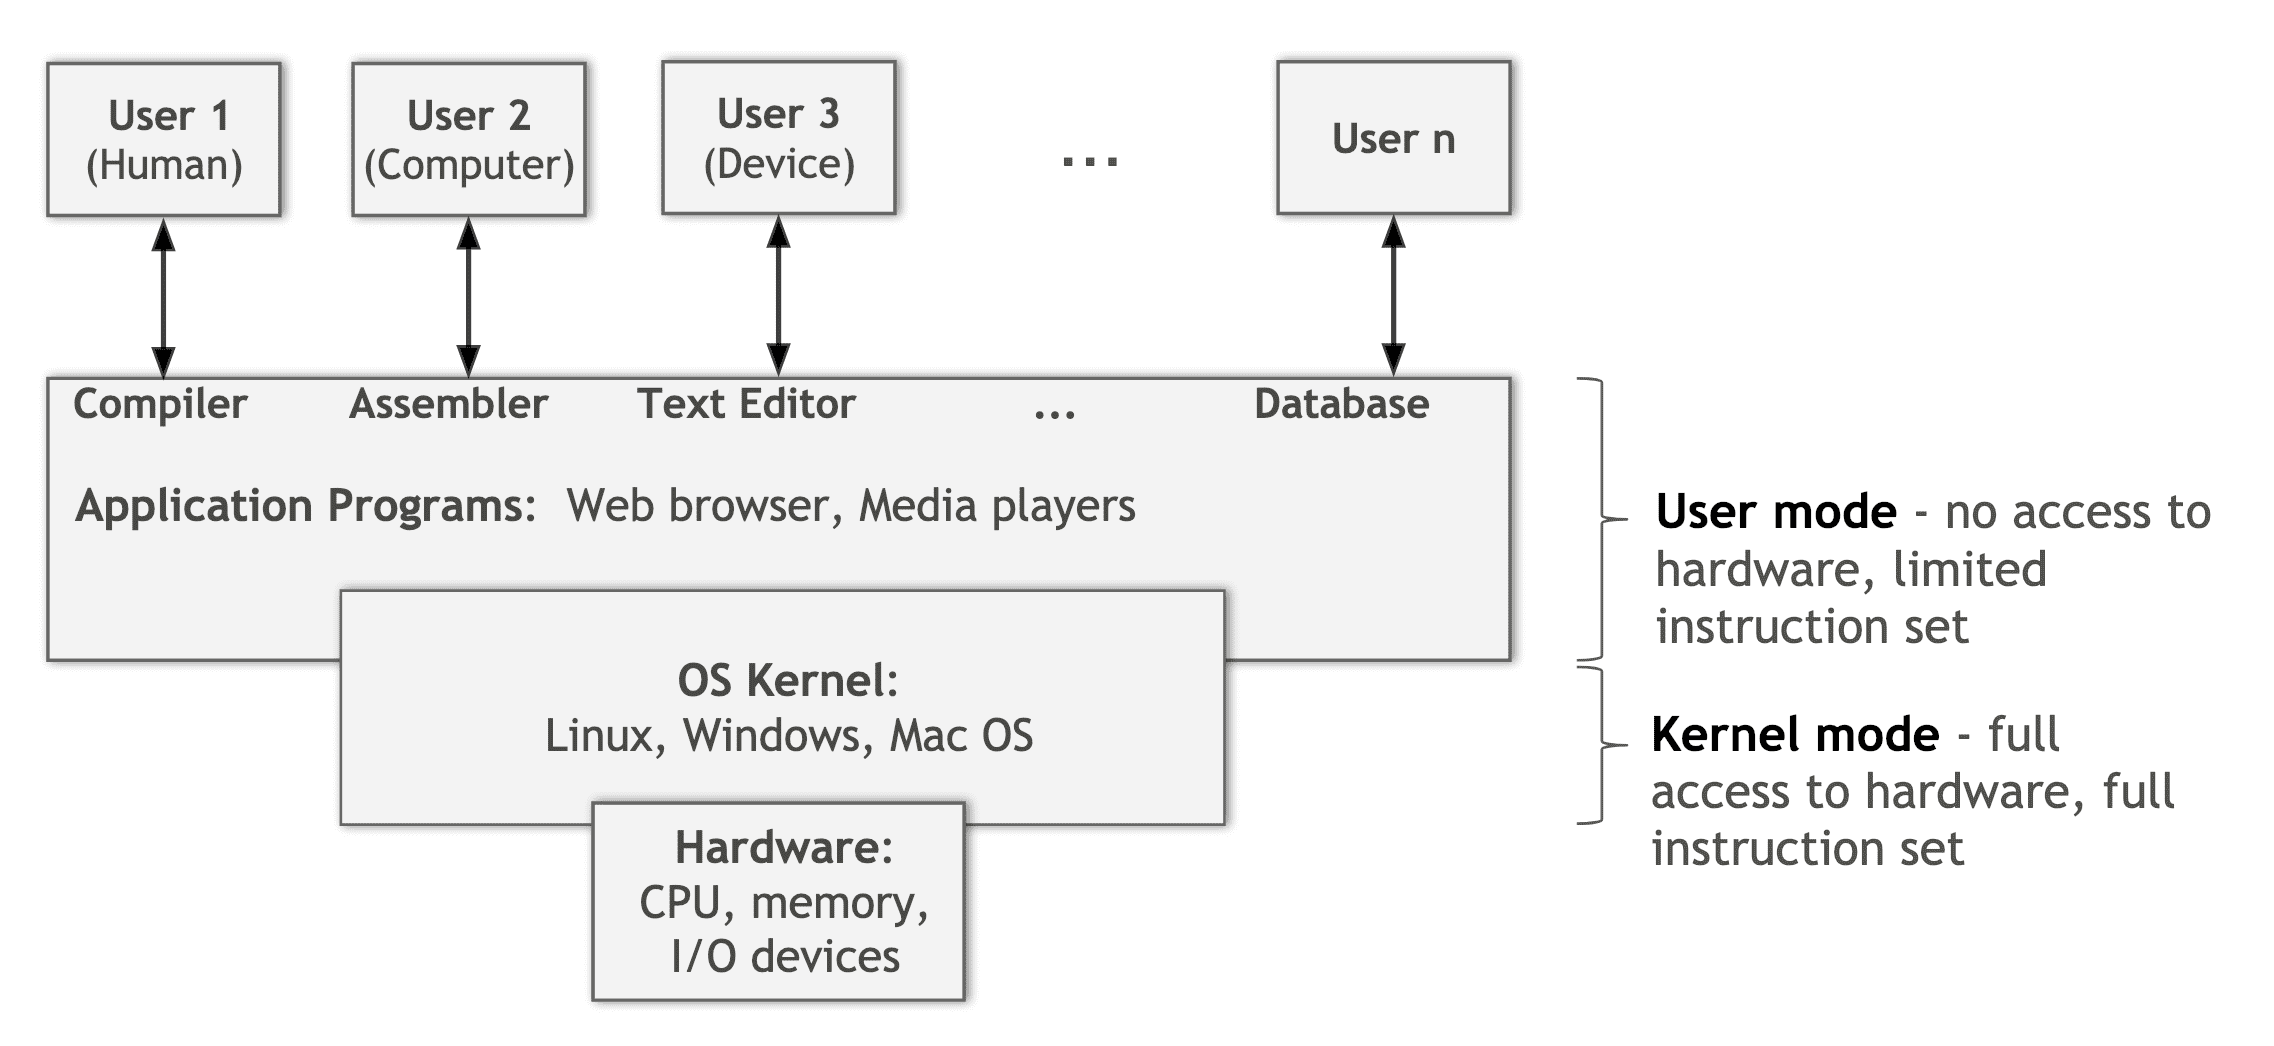 User 1
(Human)
User 2
(Computer)
User 3
(Device)
...
User n
Compiler
Assembler
Text Editor
...
Database
Application Programs: Web browser, Media players
User mode - no access to
hardware, limited
instruction set
OS Kernel:
Linux, Windows, Mac OS
Kernel mode - full
access to hardware, full
instruction set
Hardware:
CPU, memory,
I/O devices